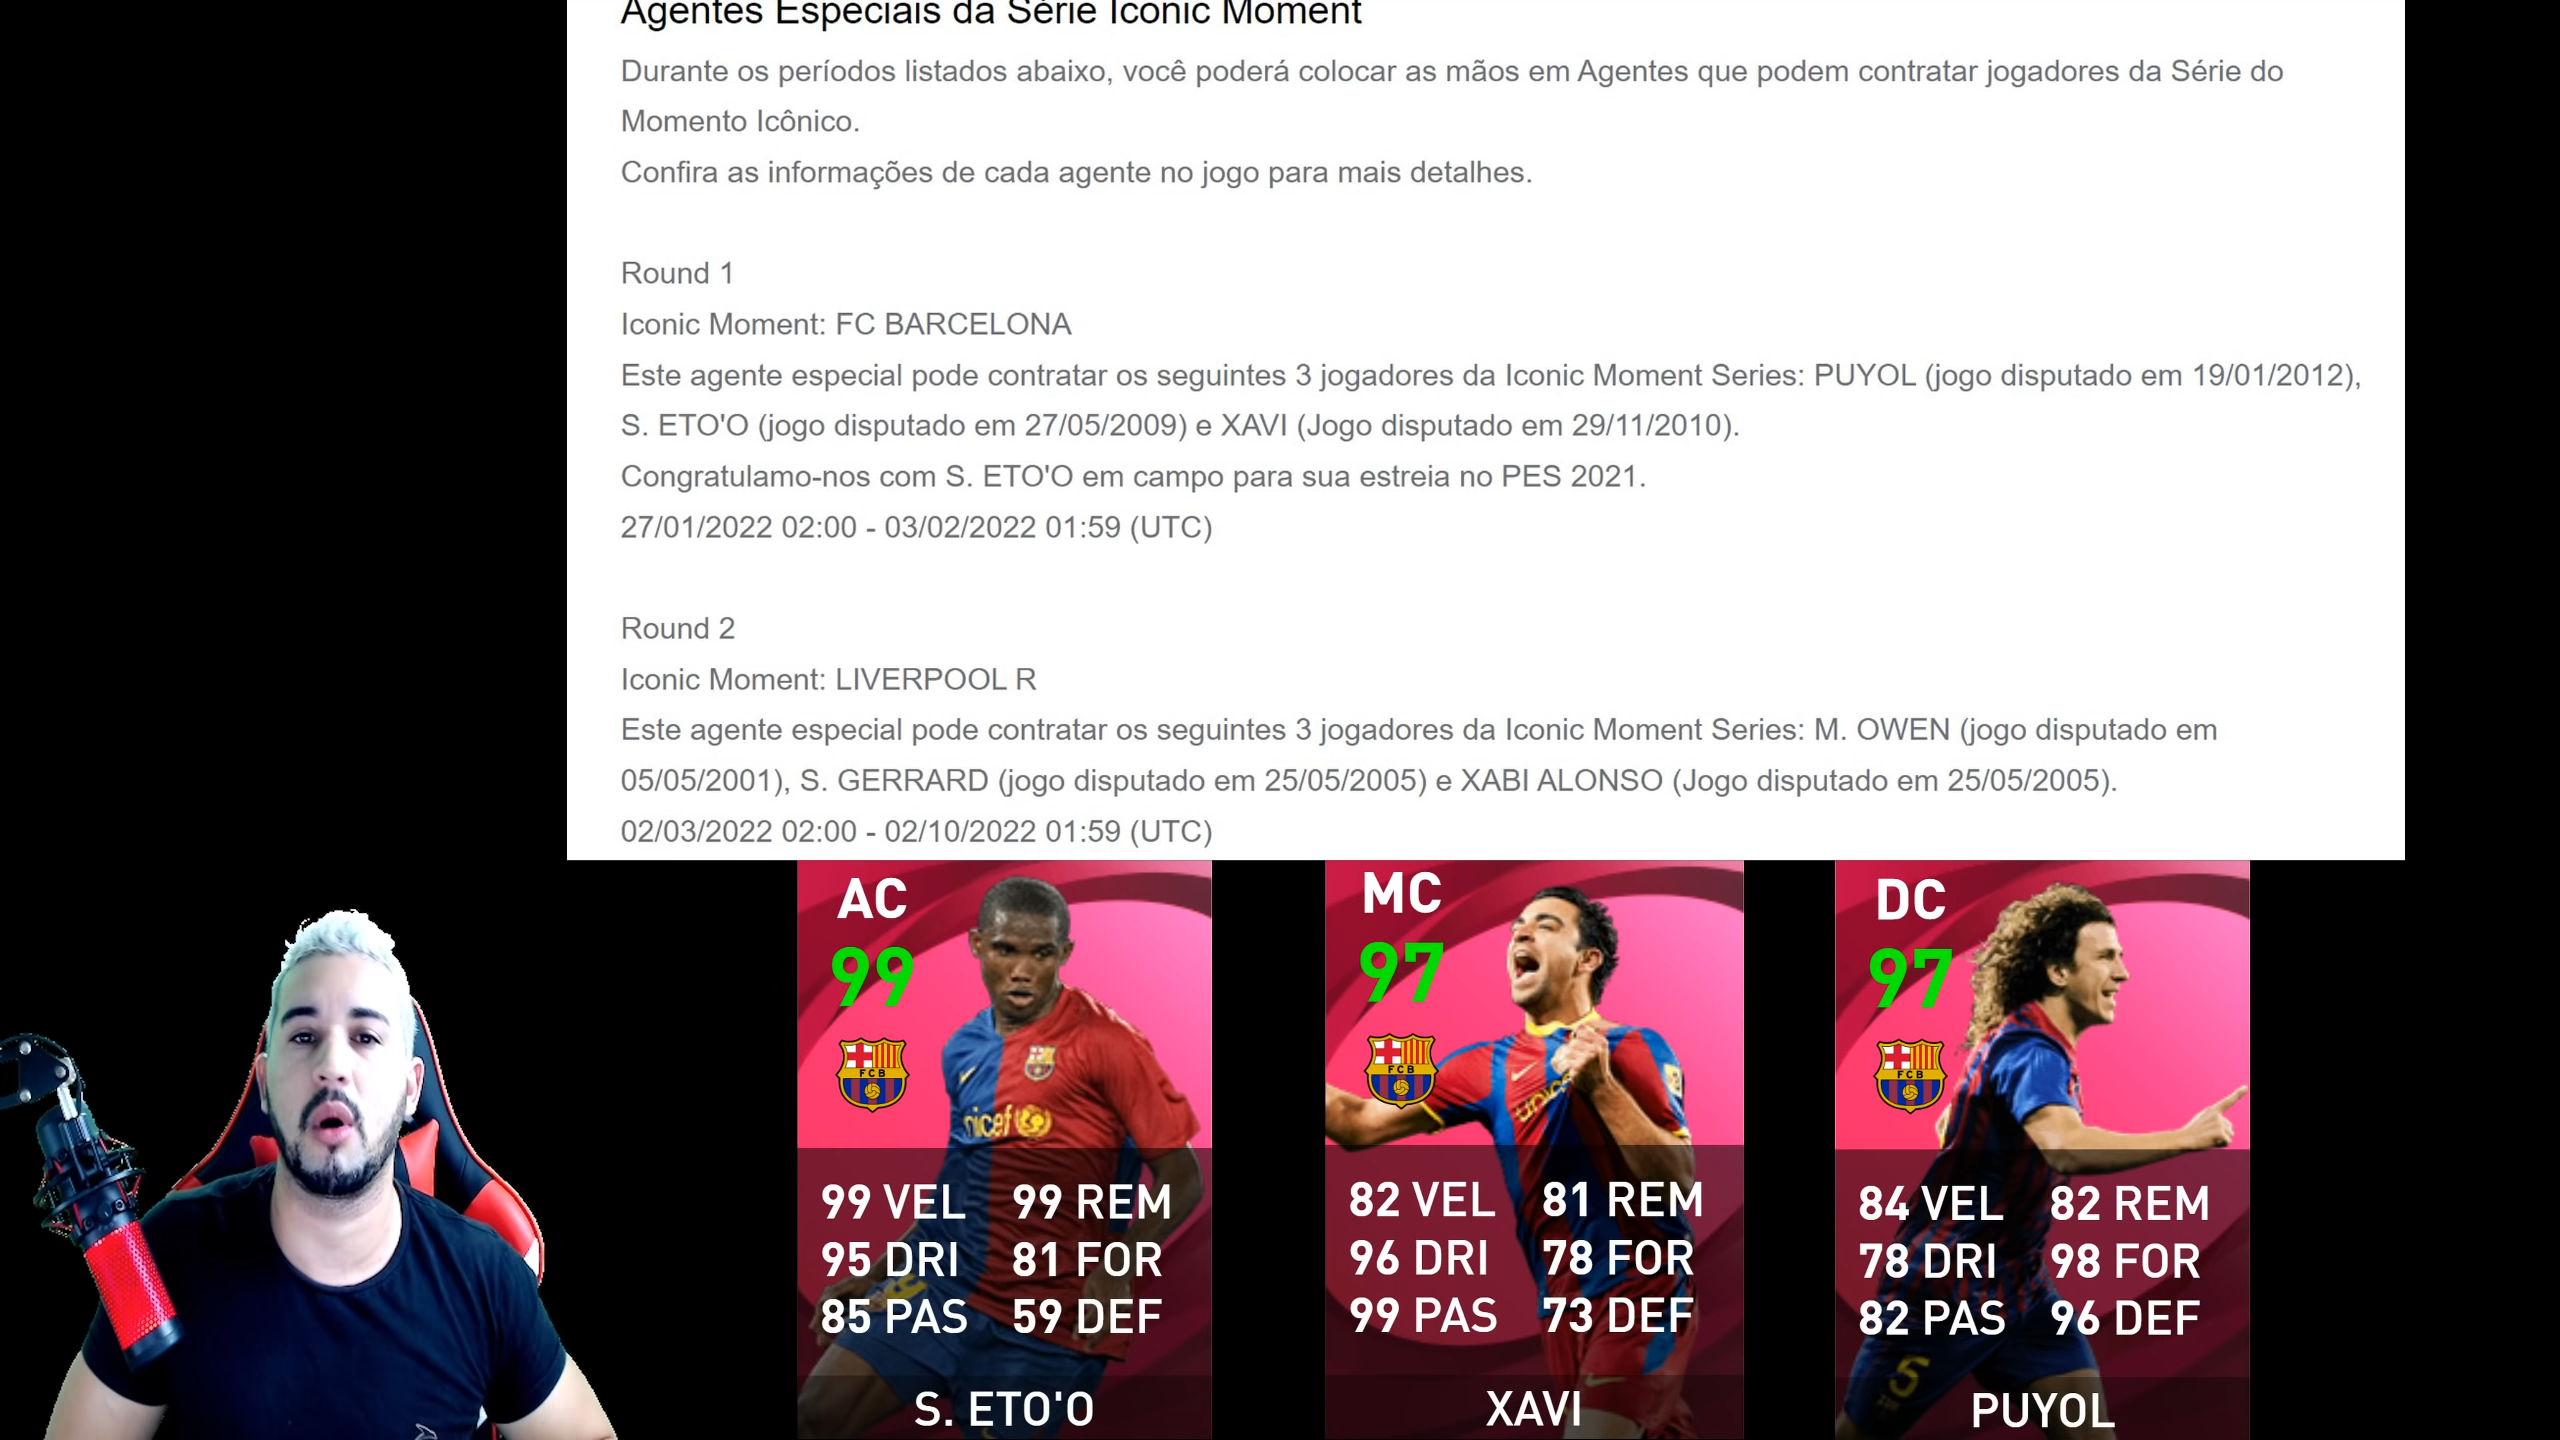 Agentes Especiais da Série Iconic Moment
Durante os períodos listados abaixo, você poderá colocar as mãos em Agentes que podem contratar jogadores da Série do
Momento Icônico.
Confira as informações de cada agente no jogo para mais detalhes.
Round 1
Iconic Moment: FC BARCELONA
Este agente especial pode contratar os seguintes 3 jogadores da Iconic Moment Series: PUYOL (jogo disputado em 19/01/2012),
S. ETO'O (jogo disputado em 27/05/2009) e XAVI (Jogo disputado em 29/11/2010).
Congratulamo-nos com S. ETO'O em campo para sua estreia no PES 2021.
27/01/2022 02:00 - 03/02/2022 01:59 (UTC)
Round 2
Iconic Moment: LIVERPOOL R
Este agente especial pode contratar os seguintes 3 jogadores da Iconic Moment Series: M. OWEN (jogo disputado em
05/05/2001), S. GERRARD (jogo disputado em 25/05/2005) e XABI ALONSO (Jogo disputado em 25/05/2005).
02/03/2022 02:00 - 02/10/2022 01:59 (UTC)
AC
99
FCB
unicef
99 VEL 99 REM
95 DRI 81 FOR
85 PAS 59 DEF
S. ETO'O
MC
97
FCB
unicef
82 VEL 81 REM
96 DRI 78 FOR
99 PAS 73 DEF
XAVI
DC
97
FCB
84 VEL 82 REM
78 DRI 98 FOR
82 PAS 96 DEF
5
PUYOL